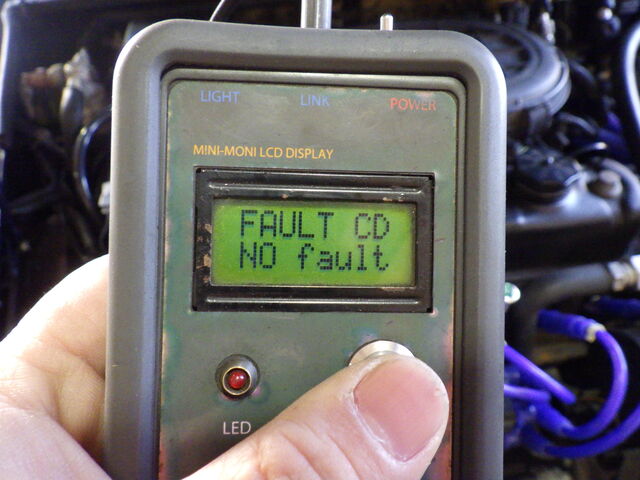 LIGHT LINK POWER
MINI-MONI LCD DISPLAY
FAULT CD
NO fault
LED